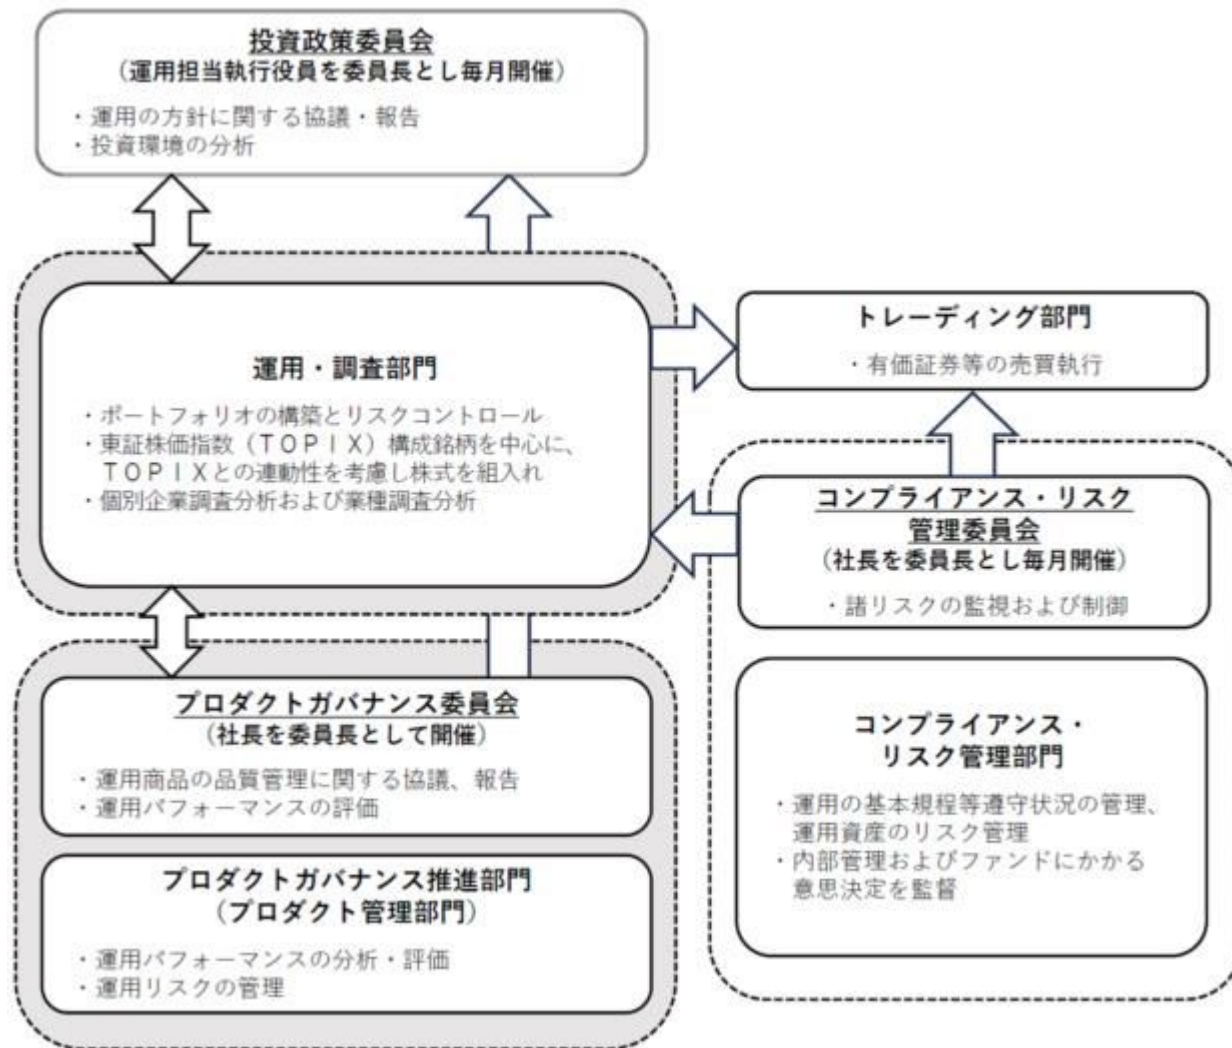 投資政策委員会
（運用担当執行役員を委員長とし毎月開催）
・運用の方針に関する協議・報告
・投資環境の分析
運用・調査部門
・ポートフォリオの構築とリスクコントロール
・東証株価指数（ＴＯＰＩＸ）構成銘柄を中心に、
ＴＯＰＩＸとの連動性を考慮し株式を組入れ
・個別企業調査分析および業種調査分析
トレーディング部門
・有価証券等の売買執行
コンプライアンス・リスク
管理委員会
（社長を委員長とし毎月開催）
・諸リスクの監視および制御
プロダクトガバナンス委員会
（社長を委員長として開催）
・運用商品の品質管理に関する協議、報告
・運用パフォーマンスの評価
プロダクトガバナンス推進部門
（プロダクト管理部門）
・運用パフォーマンスの分析・評価
・運用リスクの管理
コンプライアンス・
リスク管理部門
・運用の基本規程等遵守状況の管理、
運用資産のリスク管理
・内部管理およびファンドにかかる
意思決定を監督